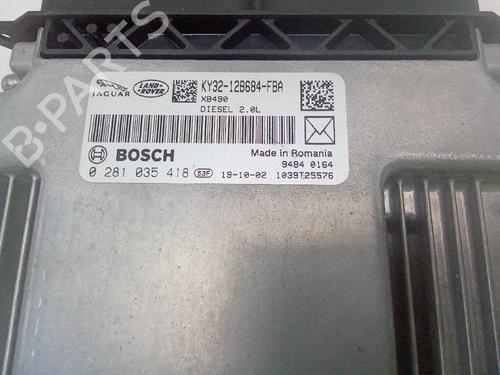 B-PARTS
JAGUAR
LAND-ROVER
KY32-12B684-FBA
XB490
DIESEL 2.0L
BOSCH
Made in Romania
9484 0164
0 281 035 418 S3F 19-10-02 1039T25576